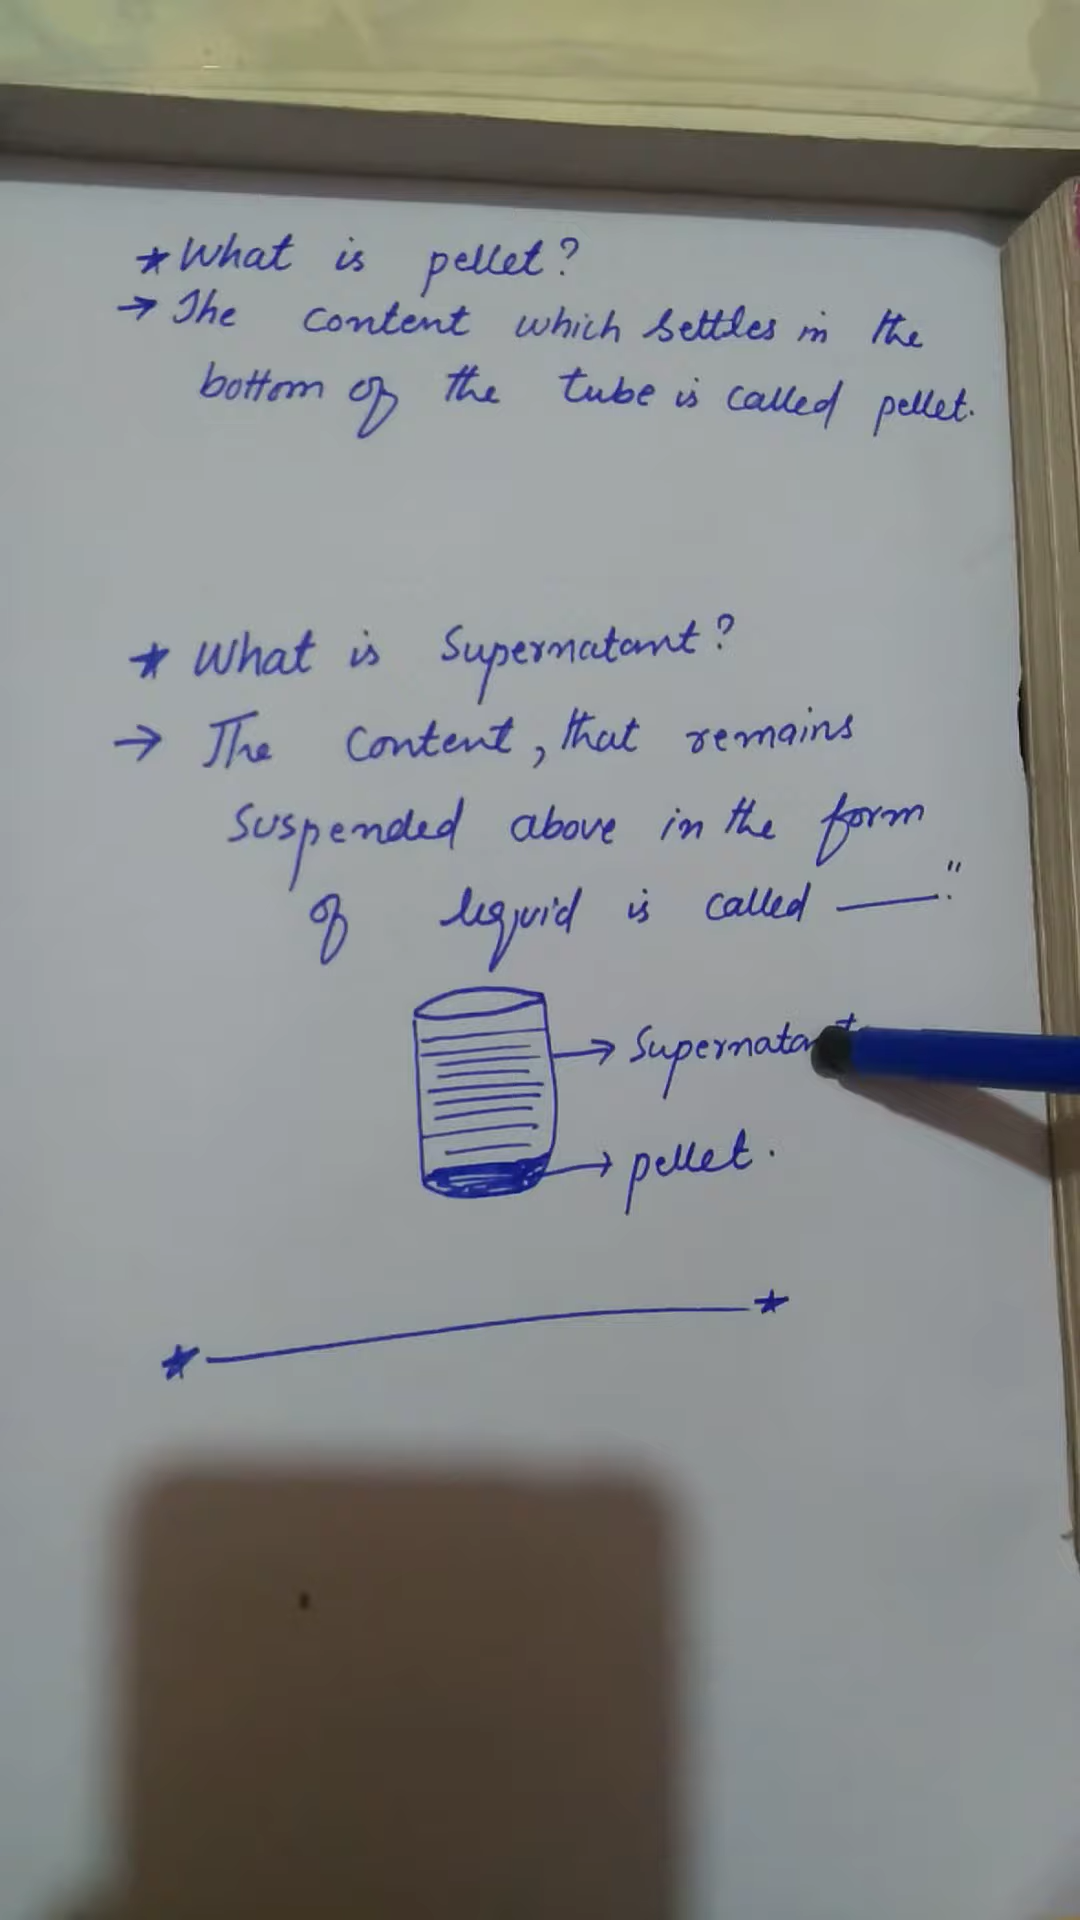 ★ What is pellet?
→ The content which settles in the
bottom of the tube is called pellet.
★ What is Supernatant?
→ The content, that remains
suspended above in the form
of liquid is called ——."
→ Supernatant
→ pellet.